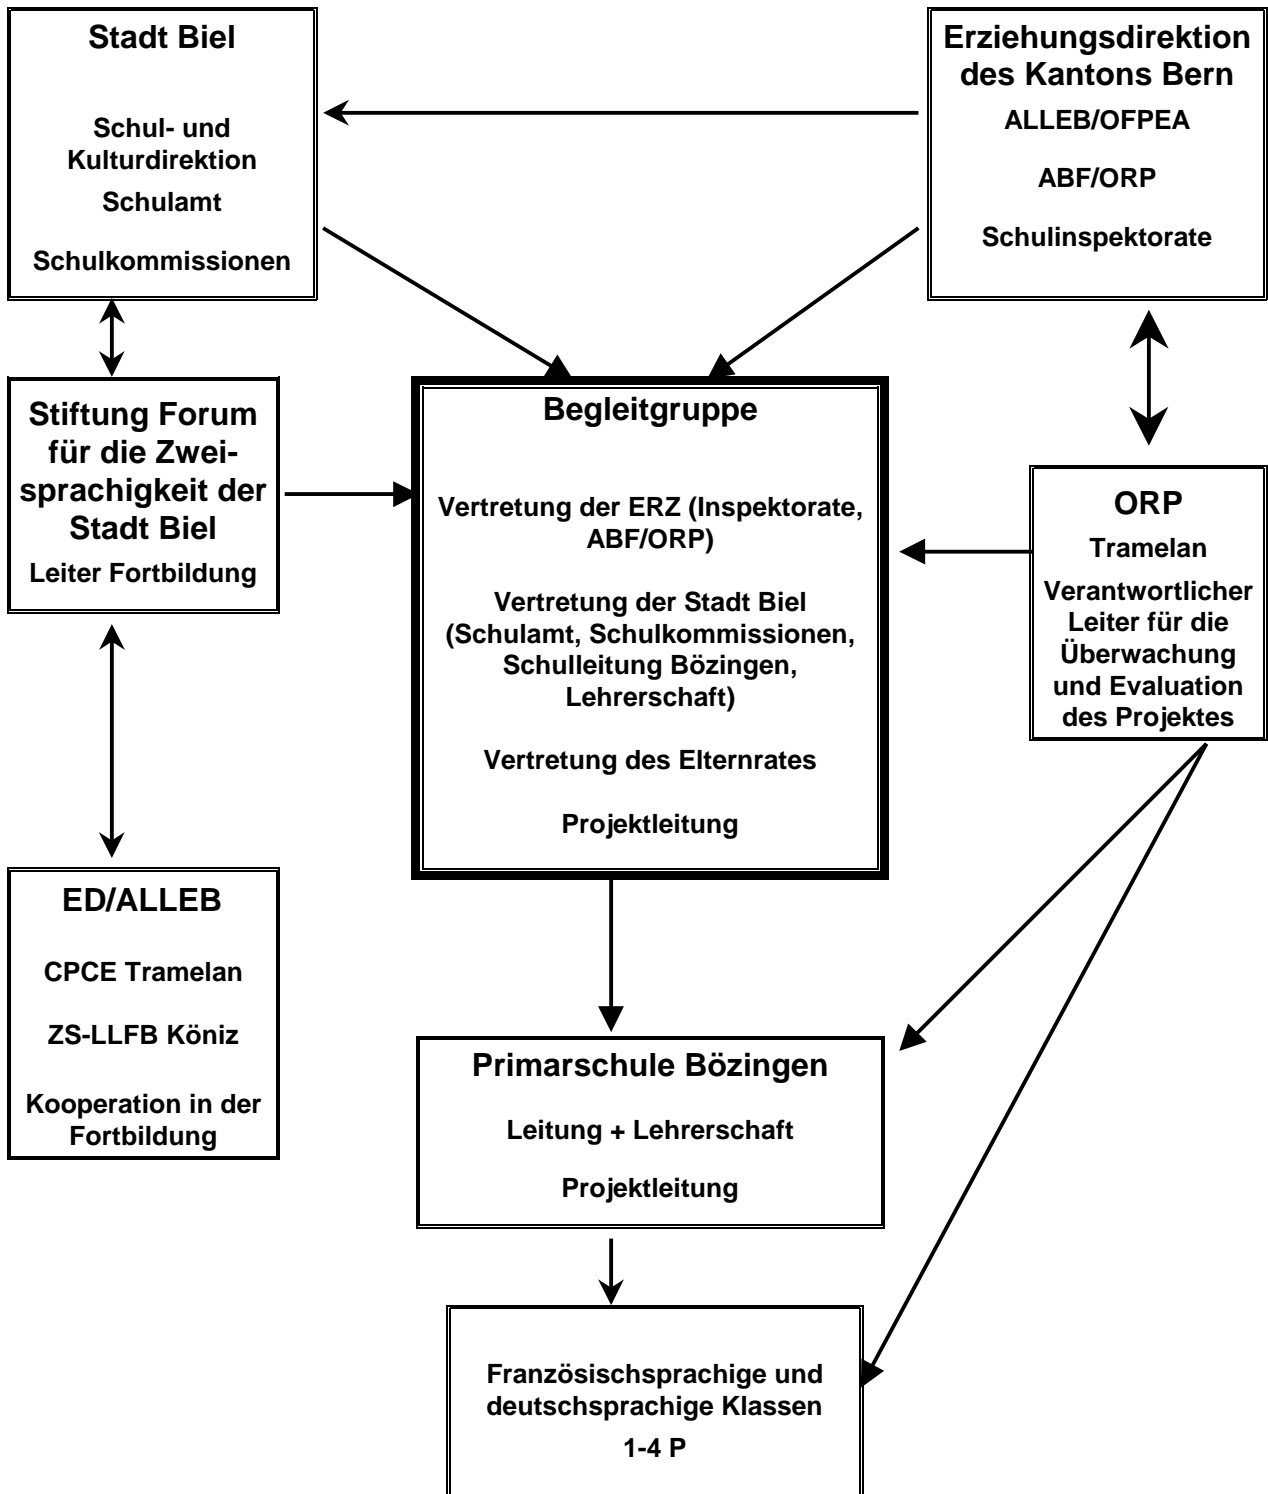 Stadt Biel
Schul- und
Kulturdirektion
Schulamt
Schulkommissionen
Erziehungsdirektion
des Kantons Bern
ALLEB/OFPEA
ABF/ORP
Schulinspektorate
Stiftung Forum
für die Zwei-
sprachigkeit der
Stadt Biel
Leiter Fortbildung
Begleitgruppe
Vertretung der ERZ (Inspektorate,
ABF/ORP)
Vertretung der Stadt Biel
(Schulamt, Schulkommissionen,
Schulleitung Bözingen,
Lehrerschaft)
Vertretung des Elternrates
Projektleitung
ORP
Tramelan
Verantwortlicher
Leiter für die
Überwachung
und Evaluation
des Projektes
ED/ALLEB
CPCE Tramelan
ZS-LLFB Köniz
Kooperation in der
Fortbildung
Primarschule Bözingen
Leitung + Lehrerschaft
Projektleitung
Französischsprachige und
deutschsprachige Klassen
1-4 P